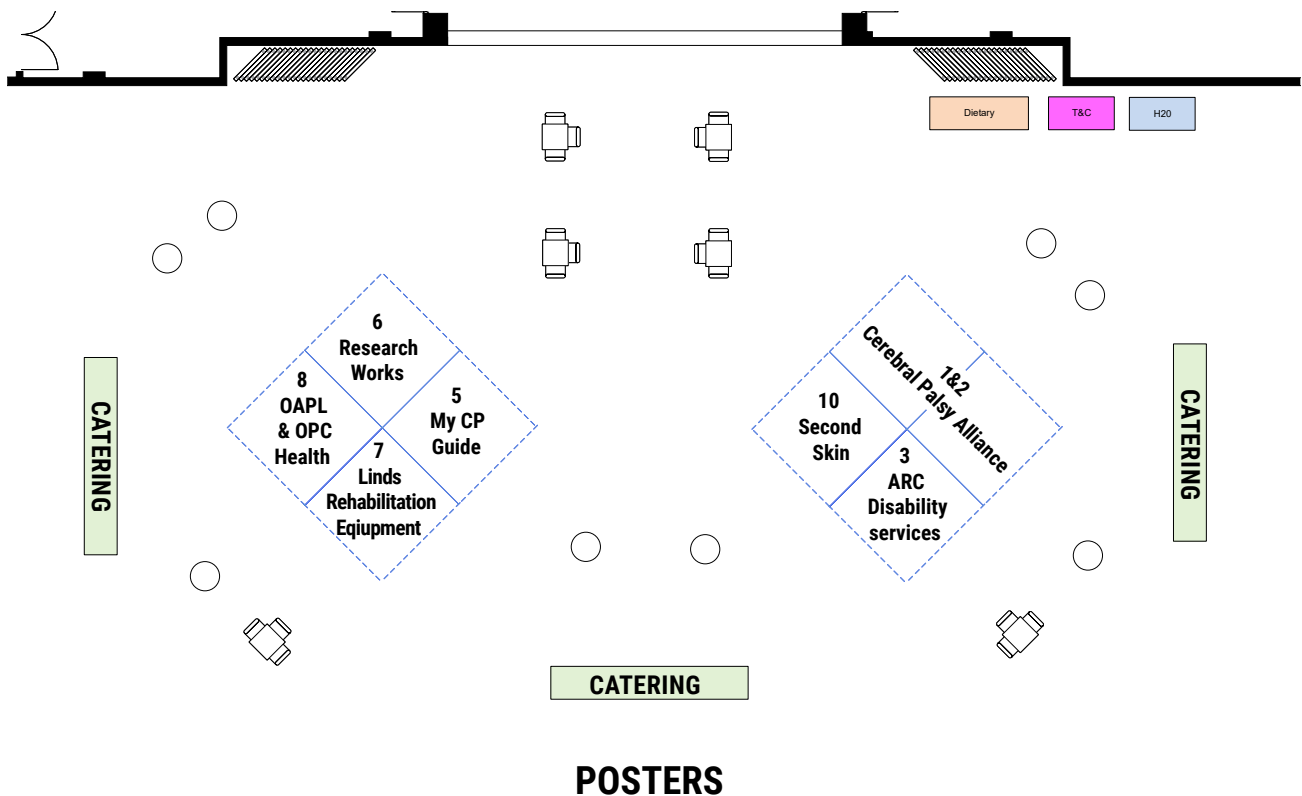 Dietary
T&C
H20
6
Research
Works
8
OAPL
& OPC
Health
5
My CP
Guide
7
Linds
Rehabilitation
Eqiupment
1&2
Cerebral Palsy Alliance
10
Second
Skin
3
ARC
Disability
services
CATERING
CATERING
CATERING
POSTERS